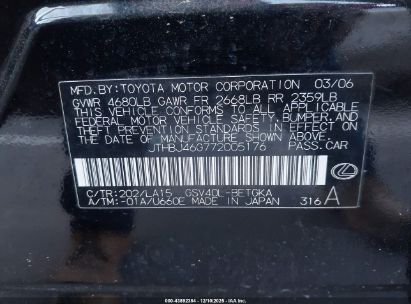 MFD.BY:TOYOTA MOTOR CORPORATION 03/06
GVWR 4680LB GAWR FR 2668LB RR 2359LB
THIS VEHICLE CONFORMS TO ALL APPLICABLE
FEDERAL MOTOR VEHICLE SAFETY, BUMPER, AND
THEFT PREVENTION STANDARDS IN EFFECT ON
THE DATE OF MANUFACTURE SHOWN ABOVE.
JTHBJ46G772005176 PASS.CAR
C/TR:202/LA15 GSV40L-BETGKA
A/TM:-01A/U660E MADE IN JAPAN 316 A